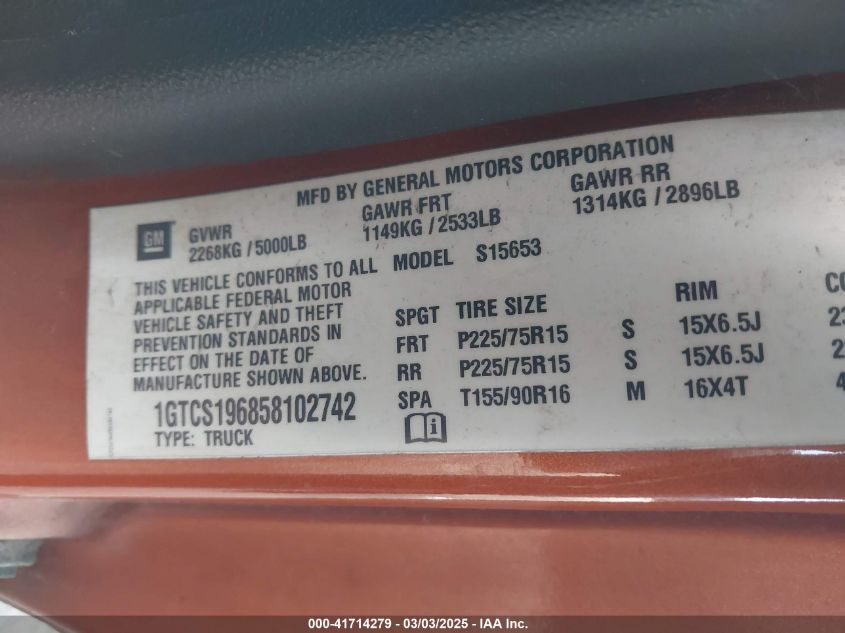 MFD BY GENERAL MOTORS CORPORATION
GM
GVWR
2268KG / 5000LB
GAWR FRT
1149KG / 2533LB
GAWR RR
1314KG / 2896LB
THIS VEHICLE CONFORMS TO ALL
APPLICABLE FEDERAL MOTOR
VEHICLE SAFETY AND THEFT
PREVENTION STANDARDS IN
EFFECT ON THE DATE OF
MANUFACTURE SHOWN ABOVE.
1GTCS196858102742
TYPE: TRUCK
MODEL S15653
SPGT TIRE SIZE RIM
FRT P225/75R15 S 15X6.5J
RR P225/75R15 S 15X6.5J
SPA T155/90R16 M 16X4T
i
000-41714279 - 03/03/2025 - IAA Inc.